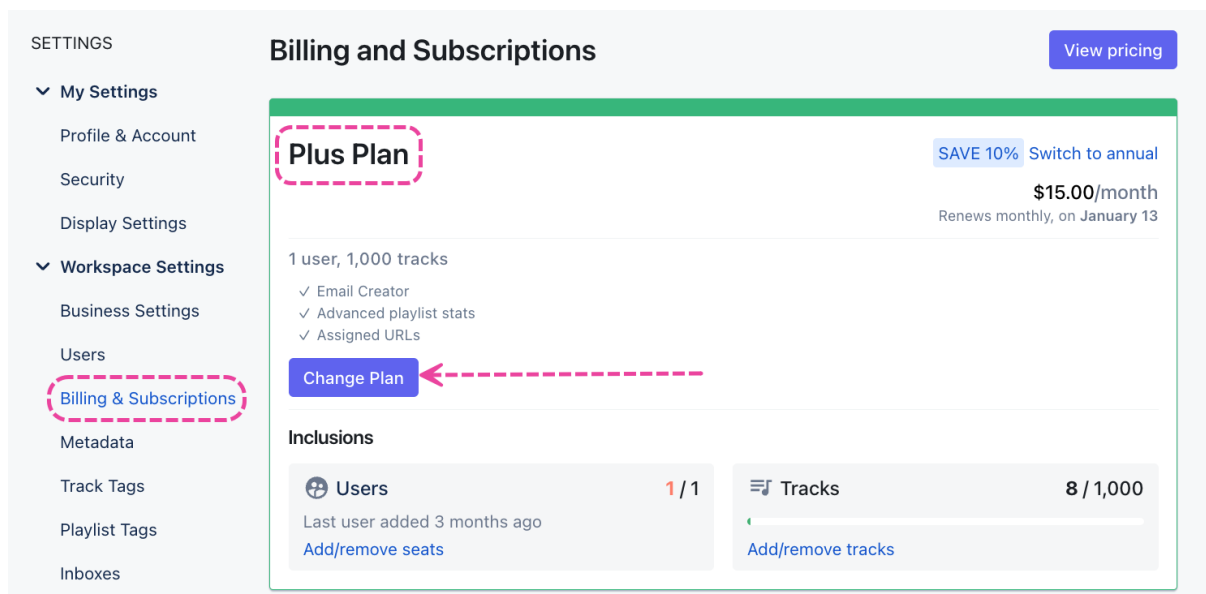 SETTINGS
My Settings
Profile & Account
Security
Display Settings
Workspace Settings
Business Settings
Users
Billing & Subscriptions
Metadata
Track Tags
Playlist Tags
Inboxes
Billing and Subscriptions
View pricing
Plus Plan
SAVE 10% Switch to annual
$15.00/month
Renews monthly, on January 13
1 user, 1,000 tracks
Email Creator
Advanced playlist stats
Assigned URLs
Change Plan
Inclusions
Users 1 / 1
Last user added 3 months ago
Add/remove seats
Tracks 8 / 1,000
Add/remove tracks